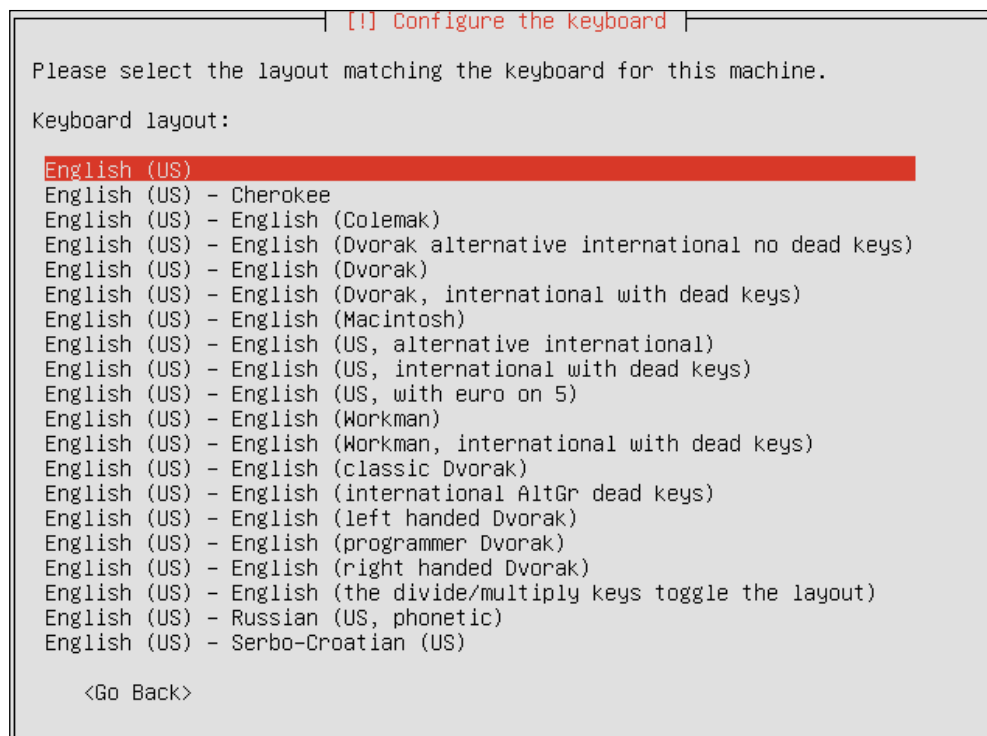 [!] Configure the keyboard
Please select the layout matching the keyboard for this machine.
Keyboard layout:
English (US)
English (US) - Cherokee
English (US) - English (Colemak)
English (US) - English (Dvorak alternative international no dead keys)
English (US) - English (Dvorak)
English (US) - English (Dvorak, international with dead keys)
English (US) - English (Macintosh)
English (US) - English (US, alternative international)
English (US) - English (US, international with dead keys)
English (US) - English (US, with euro on 5)
English (US) - English (Workman)
English (US) - English (Workman, international with dead keys)
English (US) - English (classic Dvorak)
English (US) - English (international AltGr dead keys)
English (US) - English (left handed Dvorak)
English (US) - English (programmer Dvorak)
English (US) - English (right handed Dvorak)
English (US) - English (the divide/multiply keys toggle the layout)
English (US) - Russian (US, phonetic)
English (US) - Serbo-Croatian (US)
<Go Back>